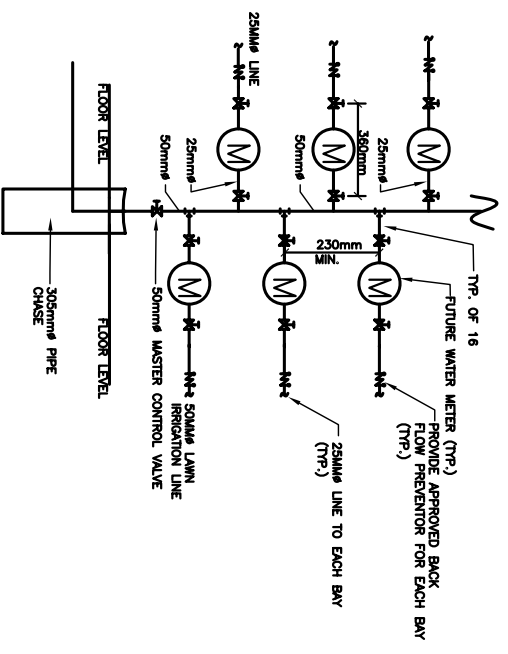 25MMø LINE
25mmø
50mmø
360mm
50mmø
25mmø
M
M
M
M
M
M
230mm
MIN.
TYP. OF 16
FUTURE WATER METER (TYP.)
PROVIDE APPROVED BACK
FLOW PREVENTOR FOR EACH BAY
(TYP.)
25MMø LINE TO EACH BAY
(TYP.)
50MMø LAWN
IRRIGATION LINE
50mmø MASTER CONTROL VALVE
FLOOR LEVEL
FLOOR LEVEL
305mmø PIPE
CHASE